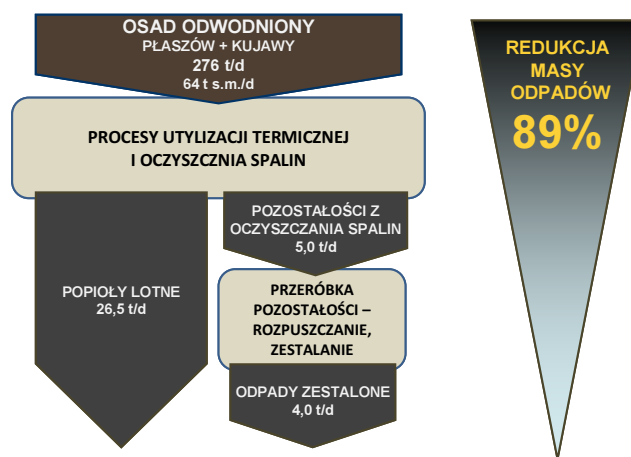 OSAD ODWODNIONY
PŁASZÓW + KUJAWY
276 t/d
64 t s.m./d
PROCESY UTYLIZACJI TERMICZNEJ
I OCZYSZCZNIA SPALIN
POZOSTAŁOŚCI Z
OCZYSZCZANIA SPALIN
5,0 t/d
POPIOŁY LOTNE
26,5 t/d
PRZERÓBKA
POZOSTAŁOŚCI –
ROZPUSZCZANIE,
ZESTALANIE
ODPADY ZESTALONE
4,0 t/d
REDUKCJA
MASY
ODPADÓW
89%